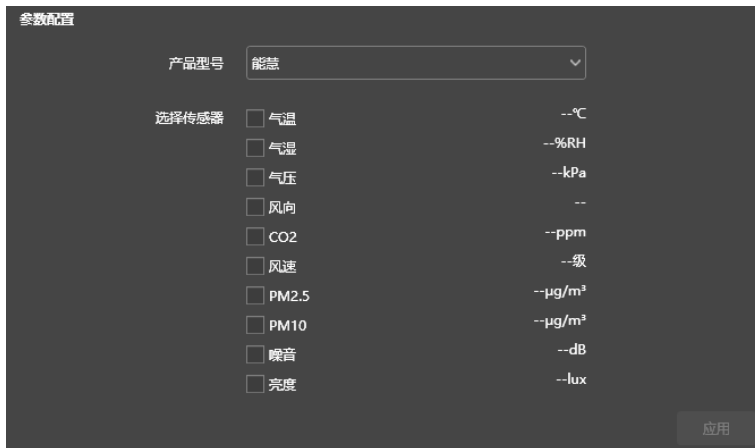 参数配置
产品型号 能慧
选择传感器 气温 --℃
气湿 --%RH
气压 --kPa
风向 --
CO2 --ppm
风速 --级
PM2.5 --μg/m³
PM10 --μg/m³
噪音 --dB
亮度 --lux
应用